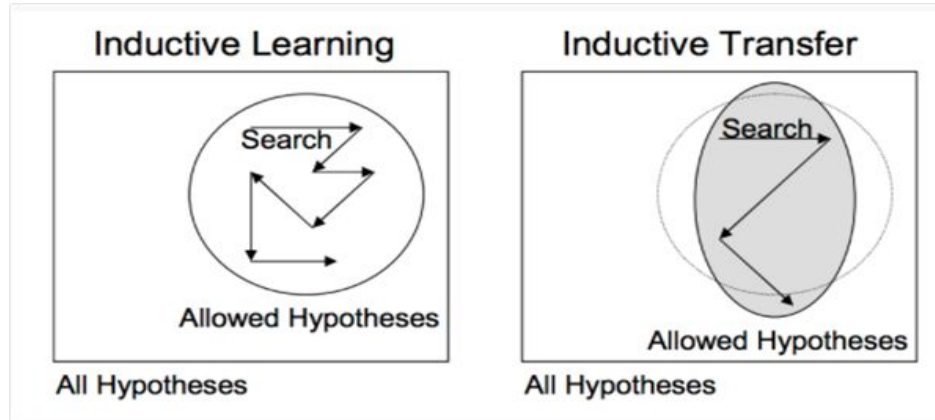 Inductive Learning
Search
Allowed Hypotheses
All Hypotheses
Inductive Transfer
Search
Allowed Hypotheses
All Hypotheses